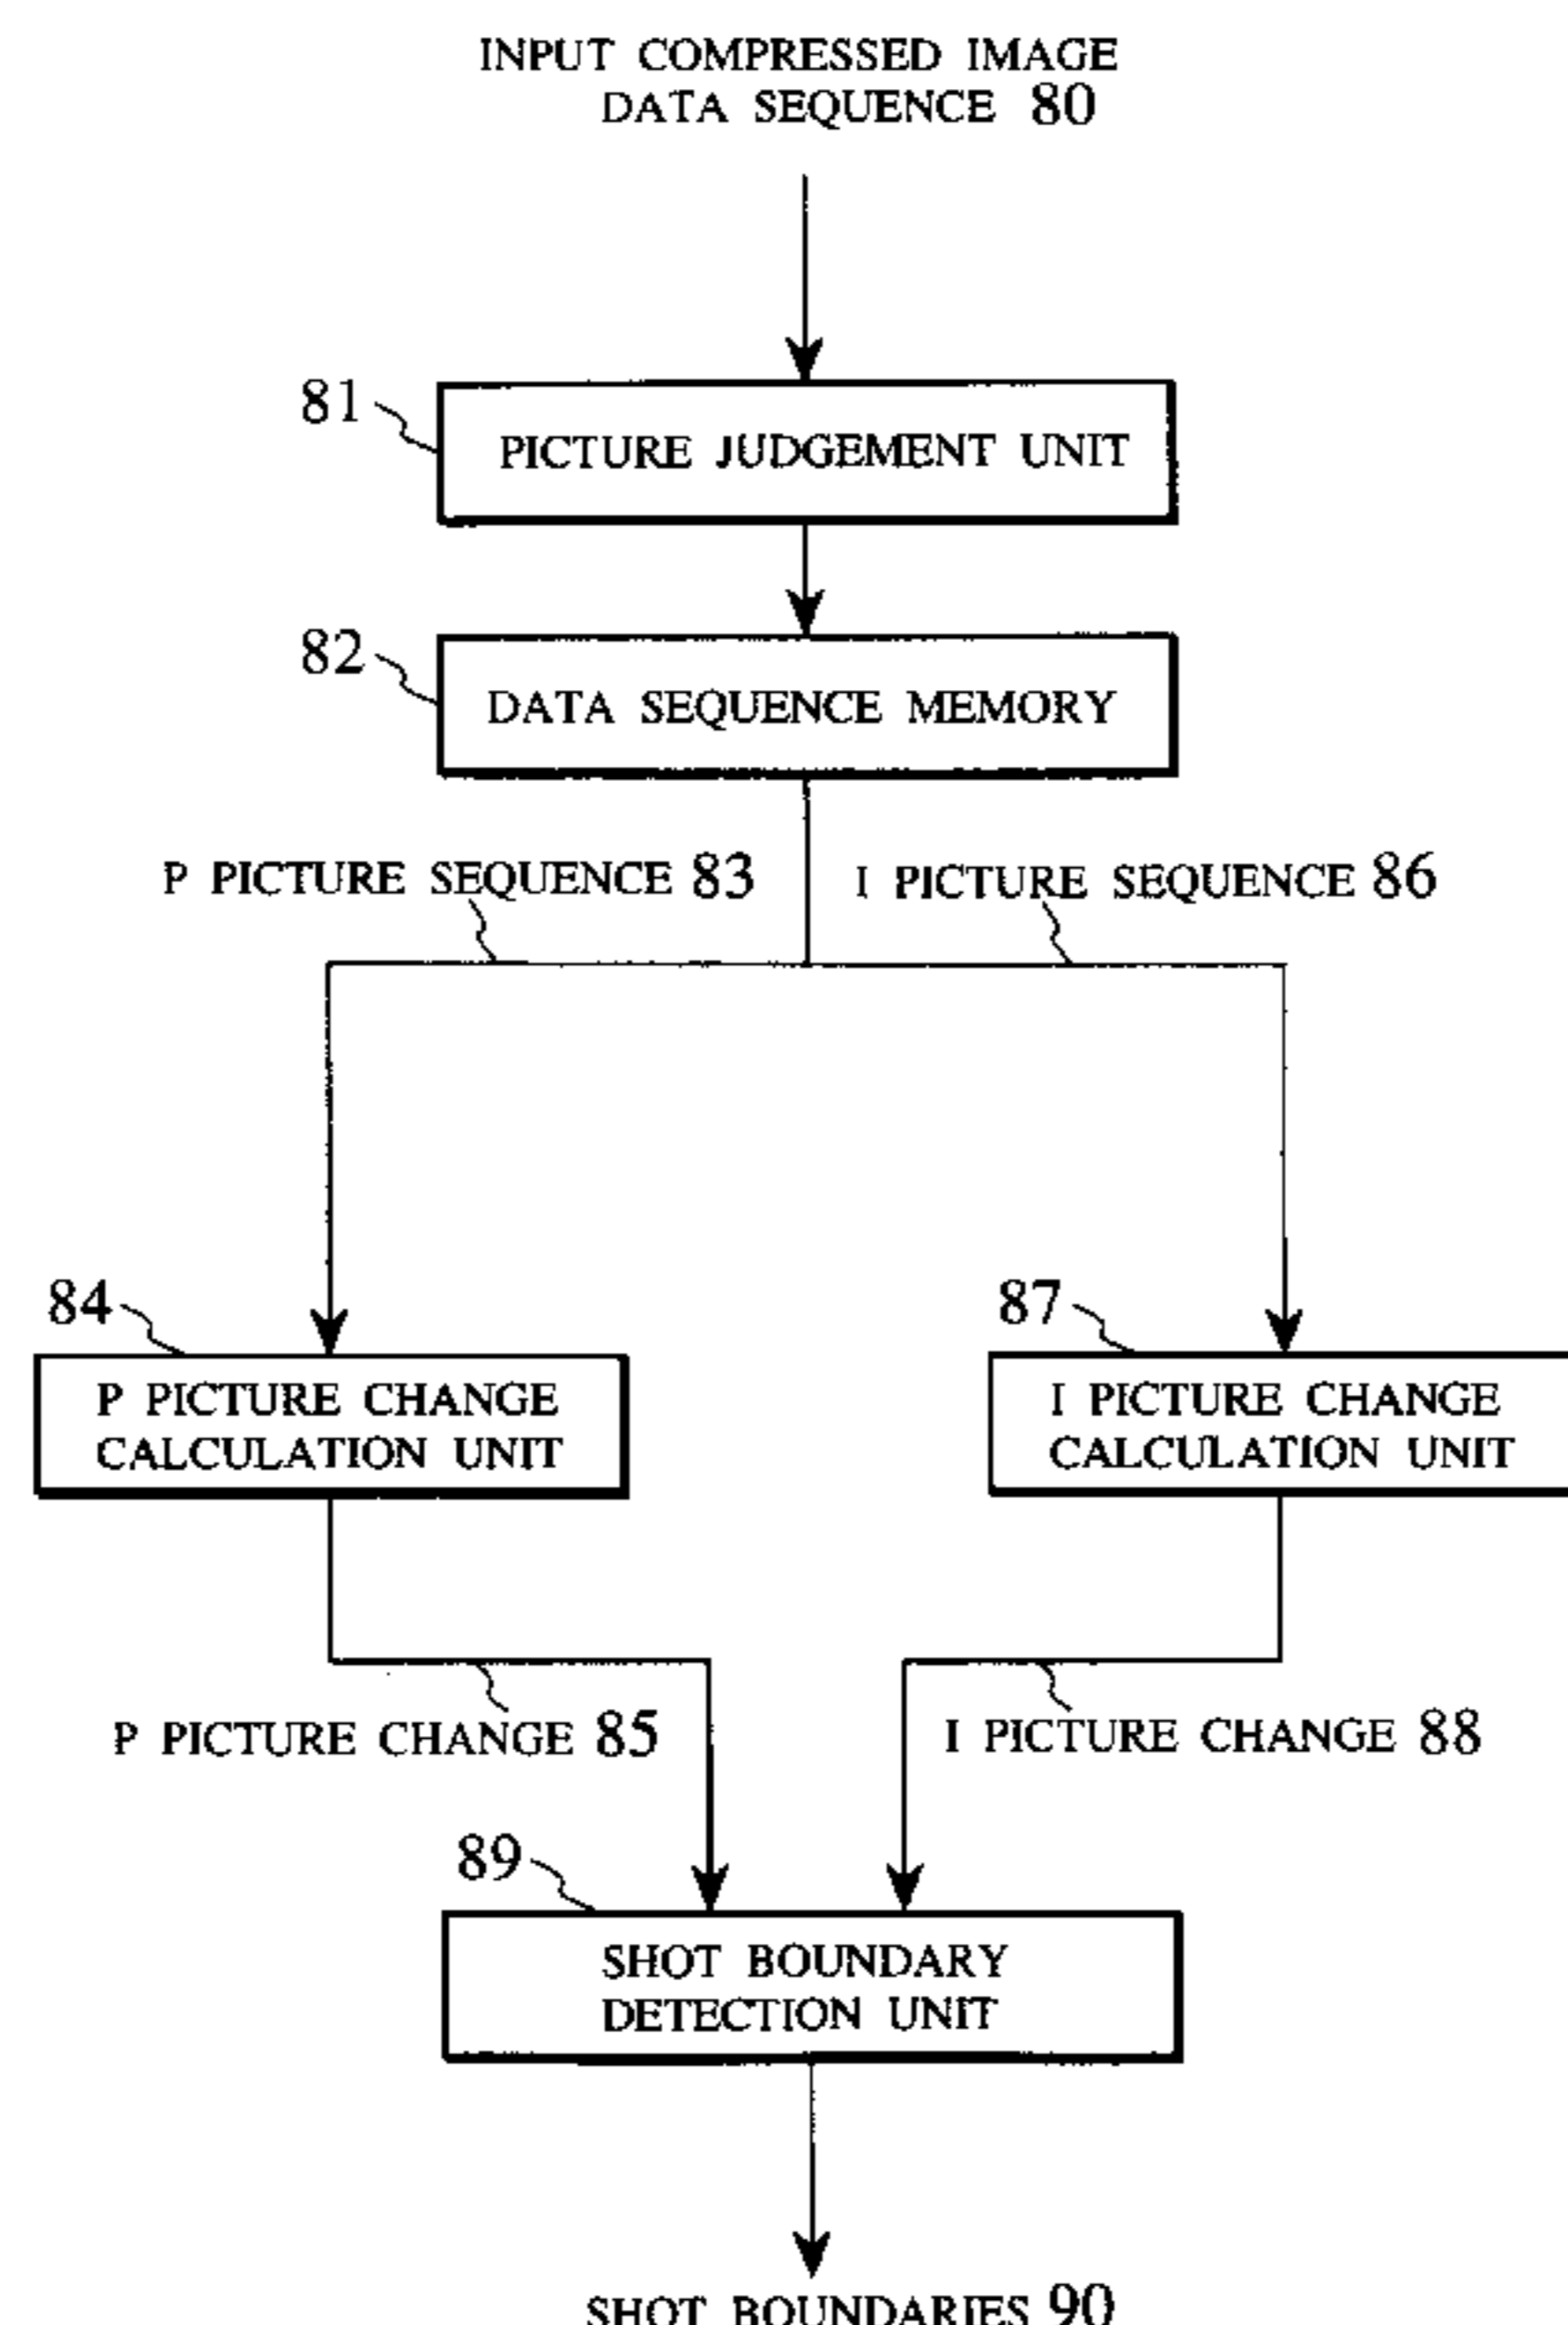 INPUT COMPRESSED IMAGE
DATA SEQUENCE 80
81
PICTURE JUDGEMENT UNIT
82
DATA SEQUENCE MEMORY
P PICTURE SEQUENCE 83
I PICTURE SEQUENCE 86
84
P PICTURE CHANGE
CALCULATION UNIT
87
I PICTURE CHANGE
CALCULATION UNIT
P PICTURE CHANGE 85
I PICTURE CHANGE 88
89
SHOT BOUNDARY
DETECTION UNIT
SHOT BOUNDARIES 90